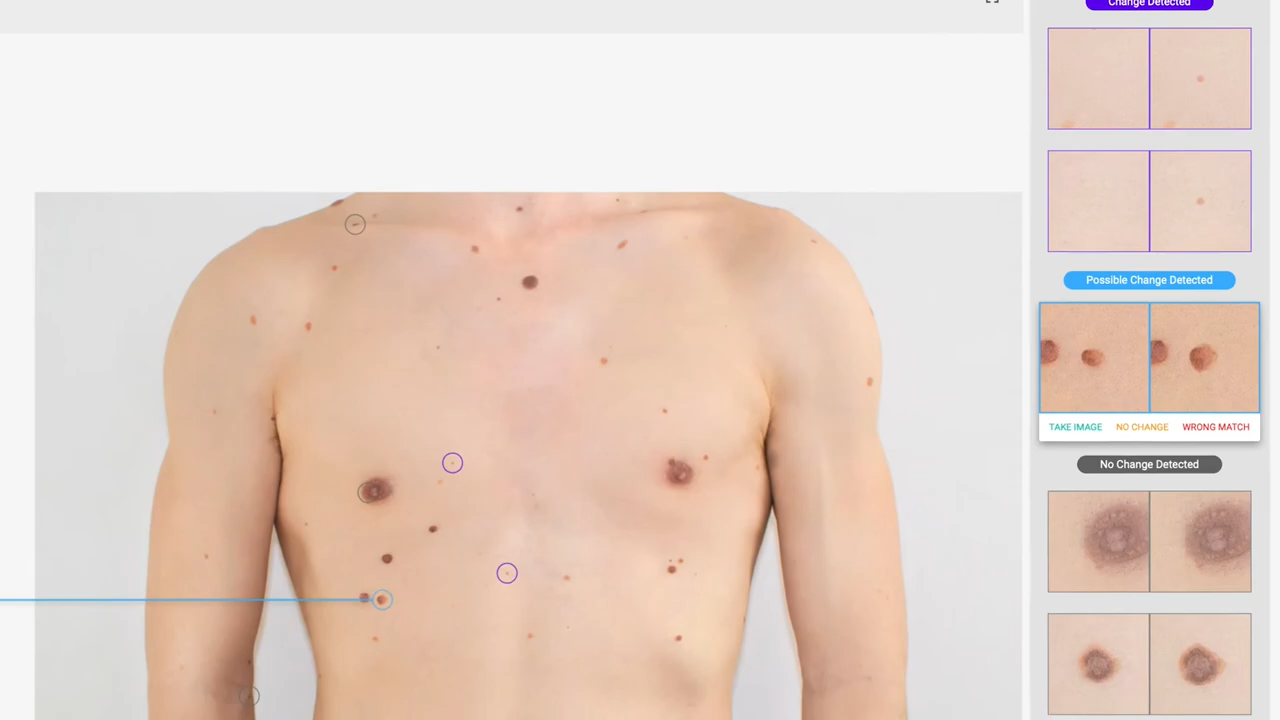 Change Detected
Possible Change Detected
TAKE IMAGE NO CHANGE WRONG MATCH
No Change Detected